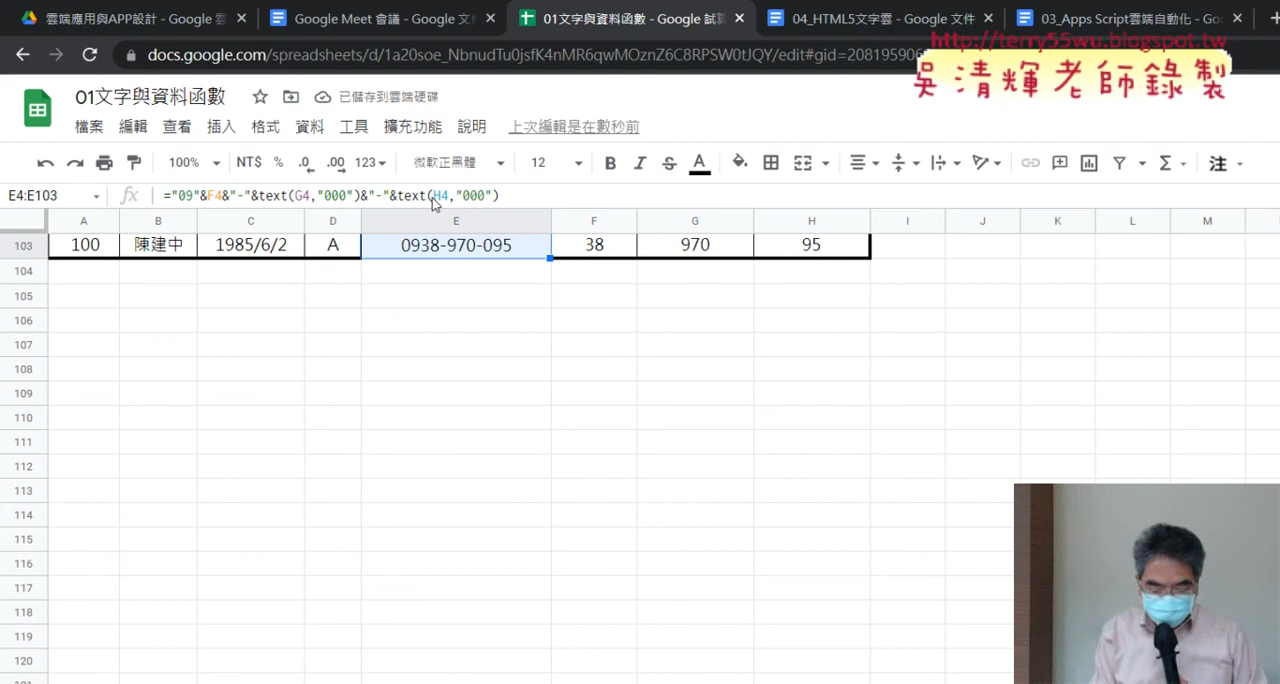 雲端應用與APP設計 - Google 雲
Google Meet 會議 - Google 文件
01文字與資料函數 - Google 試算
04_HTML5文字雲 - Google 文件
03_Apps Script雲端自動化 - Go
docs.google.com/spreadsheets/d/1a20soe_NbnudTu0jsfK4nMR6qwMOznZ6C8RPSW0tJQY/edit#gid=208195906
http://terry55wu.blogspot.tw
吳清輝老師錄製
01文字與資料函數
已儲存到雲端硬碟
檔案 編輯 查看 插入 格式 資料 工具 擴充功能 說明 上次編輯是在數秒前
100% NT$ % .0 .00 123 微軟正黑體 12 B I S A 注
E4:E103 fx ="09"&F4&"-"&text(G4,"000")&"-"&text(H4,"000")
A B C D E F G H I J K L M
103 100 陳建中 1985/6/2 A 0938-970-095 38 970 95
104
105
106
107
108
109
110
111
112
113
114
115
116
117
118
119
120